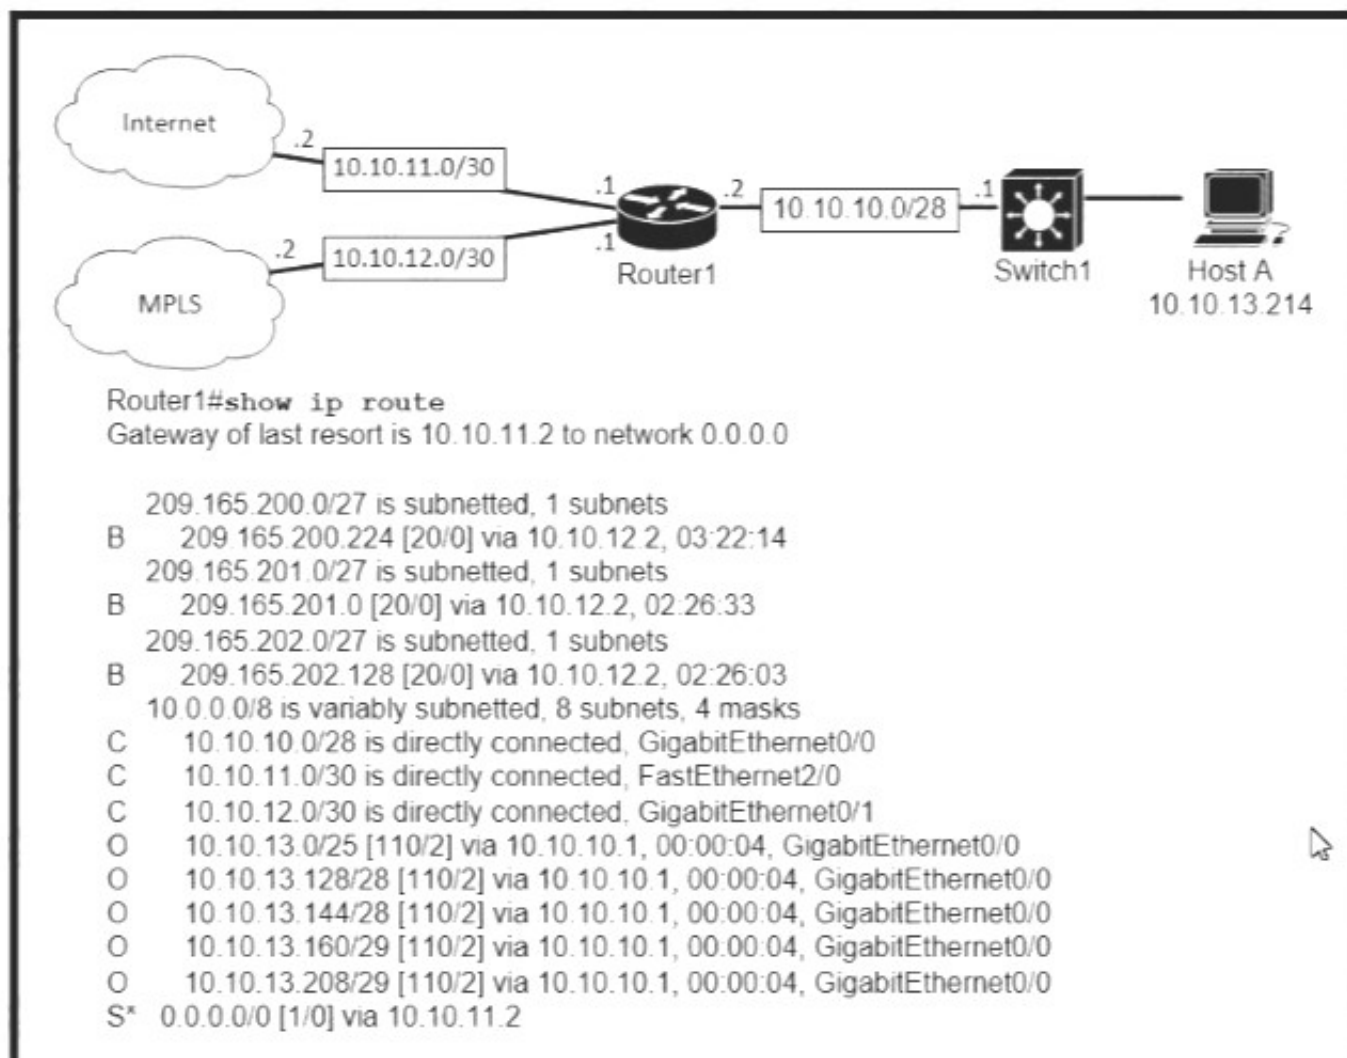 Internet
.2
10.10.11.0/30
.1
.2
10.10.10.0/28
.1
.2
10.10.12.0/30
.1
Router1
Switch1
Host A
10.10.13.214
MPLS
Router1#show ip route
Gateway of last resort is 10.10.11.2 to network 0.0.0.0
209.165.200.0/27 is subnetted, 1 subnets
B 209.165.200.224 [20/0] via 10.10.12.2, 03:22:14
209.165.201.0/27 is subnetted, 1 subnets
B 209.165.201.0 [20/0] via 10.10.12.2, 02:26:33
209.165.202.0/27 is subnetted, 1 subnets
B 209.165.202.128 [20/0] via 10.10.12.2, 02:26:03
10.0.0.0/8 is variably subnetted, 8 subnets, 4 masks
C 10.10.10.0/28 is directly connected, GigabitEthernet0/0
C 10.10.11.0/30 is directly connected, FastEthernet2/0
C 10.10.12.0/30 is directly connected, GigabitEthernet0/1
O 10.10.13.0/25 [110/2] via 10.10.10.1, 00:00:04, GigabitEthernet0/0
O 10.10.13.128/28 [110/2] via 10.10.10.1, 00:00:04, GigabitEthernet0/0
O 10.10.13.144/28 [110/2] via 10.10.10.1, 00:00:04, GigabitEthernet0/0
O 10.10.13.160/29 [110/2] via 10.10.10.1, 00:00:04, GigabitEthernet0/0
O 10.10.13.208/29 [110/2] via 10.10.10.1, 00:00:04, GigabitEthernet0/0
S* 0.0.0.0/0 [1/0] via 10.10.11.2